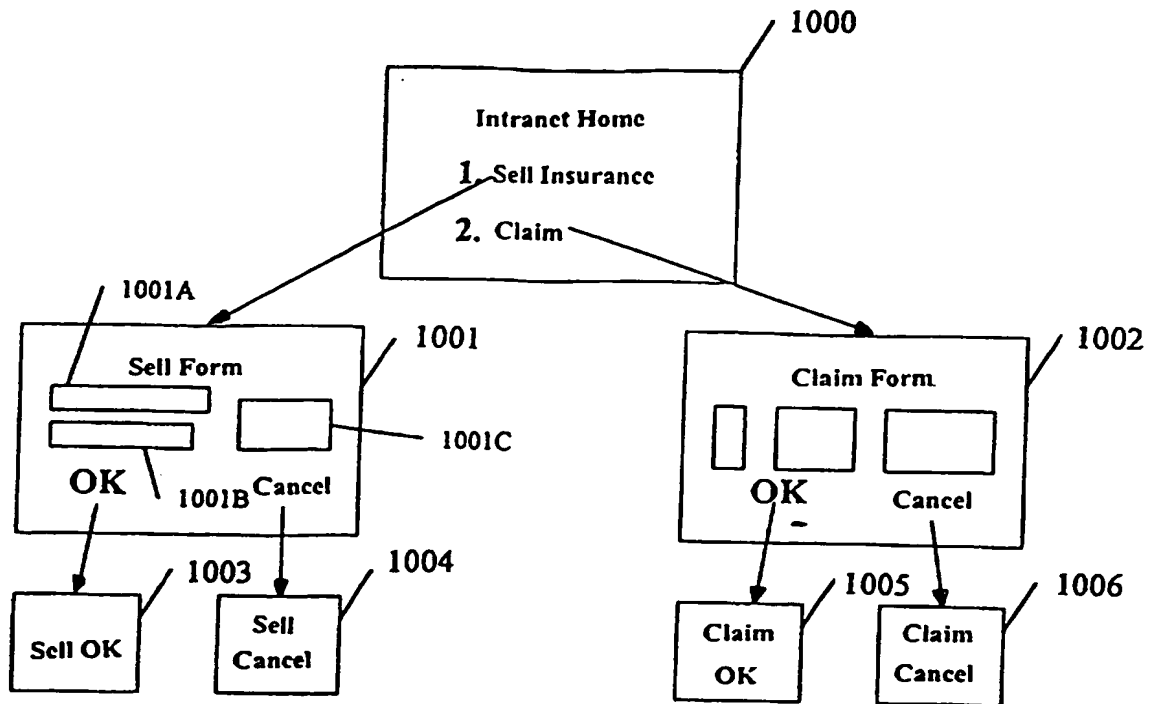 1000
Intranet Home
1. Sell Insurance
2. Claim
1001A
1001
Sell Form
1001C
OK
1001B
Cancel
1002
Claim Form
OK
Cancel
1003
Sell OK
1004
Sell
Cancel
1005
Claim
OK
1006
Claim
Cancel